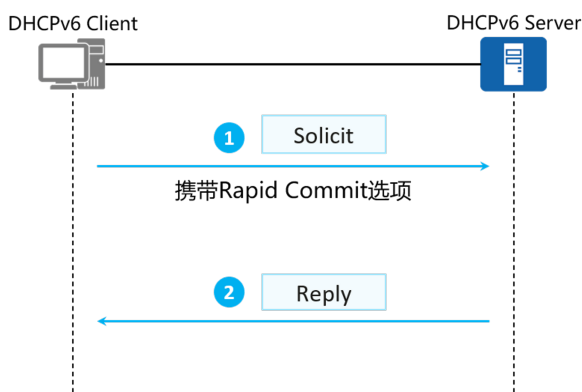 DHCPv6 Client
DHCPv6 Server
1 Solicit
携带Rapid Commit选项
2 Reply